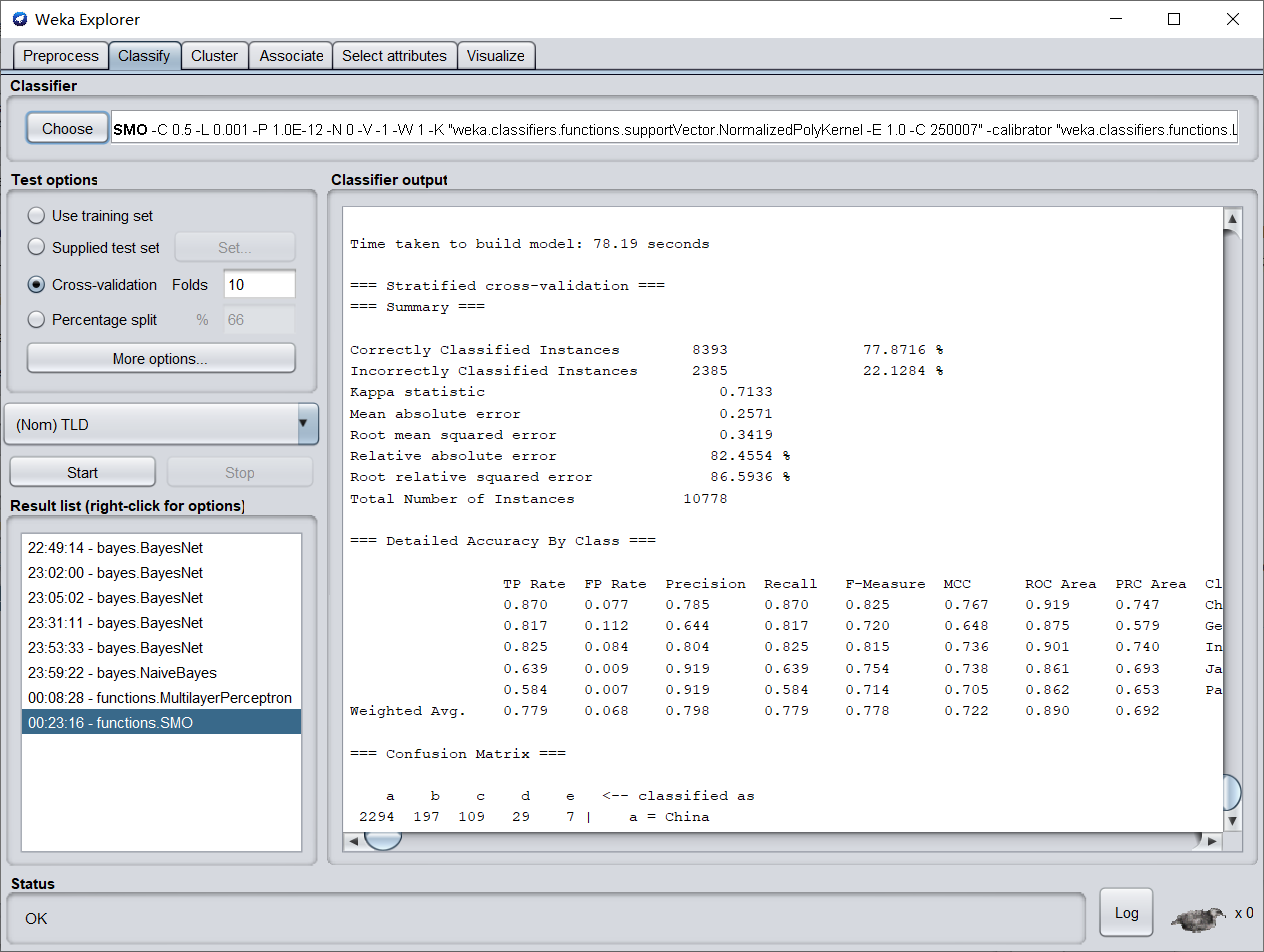 Weka Explorer
Preprocess Classify Cluster Associate Select attributes Visualize
Classifier
Choose SMO -C 0.5 -L 0.001 -P 1.0E-12 -N 0 -V -1 -W 1 -K "weka.classifiers.functions.supportVector.NormalizedPolyKernel -E 1.0 -C 250007" -calibrator "weka.classifiers.functions.L
Test options
Use training set
Supplied test set Set...
Cross-validation Folds 10
Percentage split % 66
More options...
(Nom) TLD
Start Stop
Result list (right-click for options)
22:49:14 - bayes.BayesNet
23:02:00 - bayes.BayesNet
23:05:02 - bayes.BayesNet
23:31:11 - bayes.BayesNet
23:53:33 - bayes.BayesNet
23:59:22 - bayes.NaiveBayes
00:08:28 - functions.MultilayerPerceptron
00:23:16 - functions.SMO
Classifier output
Time taken to build model: 78.19 seconds
=== Stratified cross-validation ===
=== Summary ===
Correctly Classified Instances 8393 77.8716 %
Incorrectly Classified Instances 2385 22.1284 %
Kappa statistic 0.7133
Mean absolute error 0.2571
Root mean squared error 0.3419
Relative absolute error 82.4554 %
Root relative squared error 86.5936 %
Total Number of Instances 10778
=== Detailed Accuracy By Class ===
TP Rate FP Rate Precision Recall F-Measure MCC ROC Area PRC Area Cl
0.870 0.077 0.785 0.870 0.825 0.767 0.919 0.747 Ch
0.817 0.112 0.644 0.817 0.720 0.648 0.875 0.579 Ge
0.825 0.084 0.804 0.825 0.815 0.736 0.901 0.740 In
0.639 0.009 0.919 0.639 0.754 0.738 0.861 0.693 Ja
0.584 0.007 0.919 0.584 0.714 0.705 0.862 0.653 Pa
Weighted Avg. 0.779 0.068 0.798 0.779 0.778 0.722 0.890 0.692
=== Confusion Matrix ===
a b c d e <-- classified as
2294 197 109 29 7 | a = China
Status
OK
Log
x 0